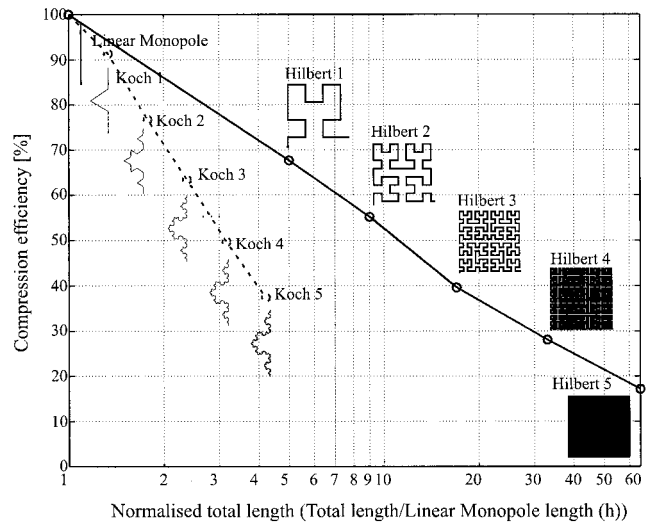 100
90
80
70
60
50
40
30
20
10
0
Compression efficiency [%]
Linear Monopole
Koch 1
Koch 2
Koch 3
Koch 4
Koch 5
Hilbert 1
Hilbert 2
Hilbert 3
Hilbert 4
Hilbert 5
1 2 3 4 5 6 7 8 9 10 20 30 40 50 60
Normalised total length (Total length/Linear Monopole length (h))